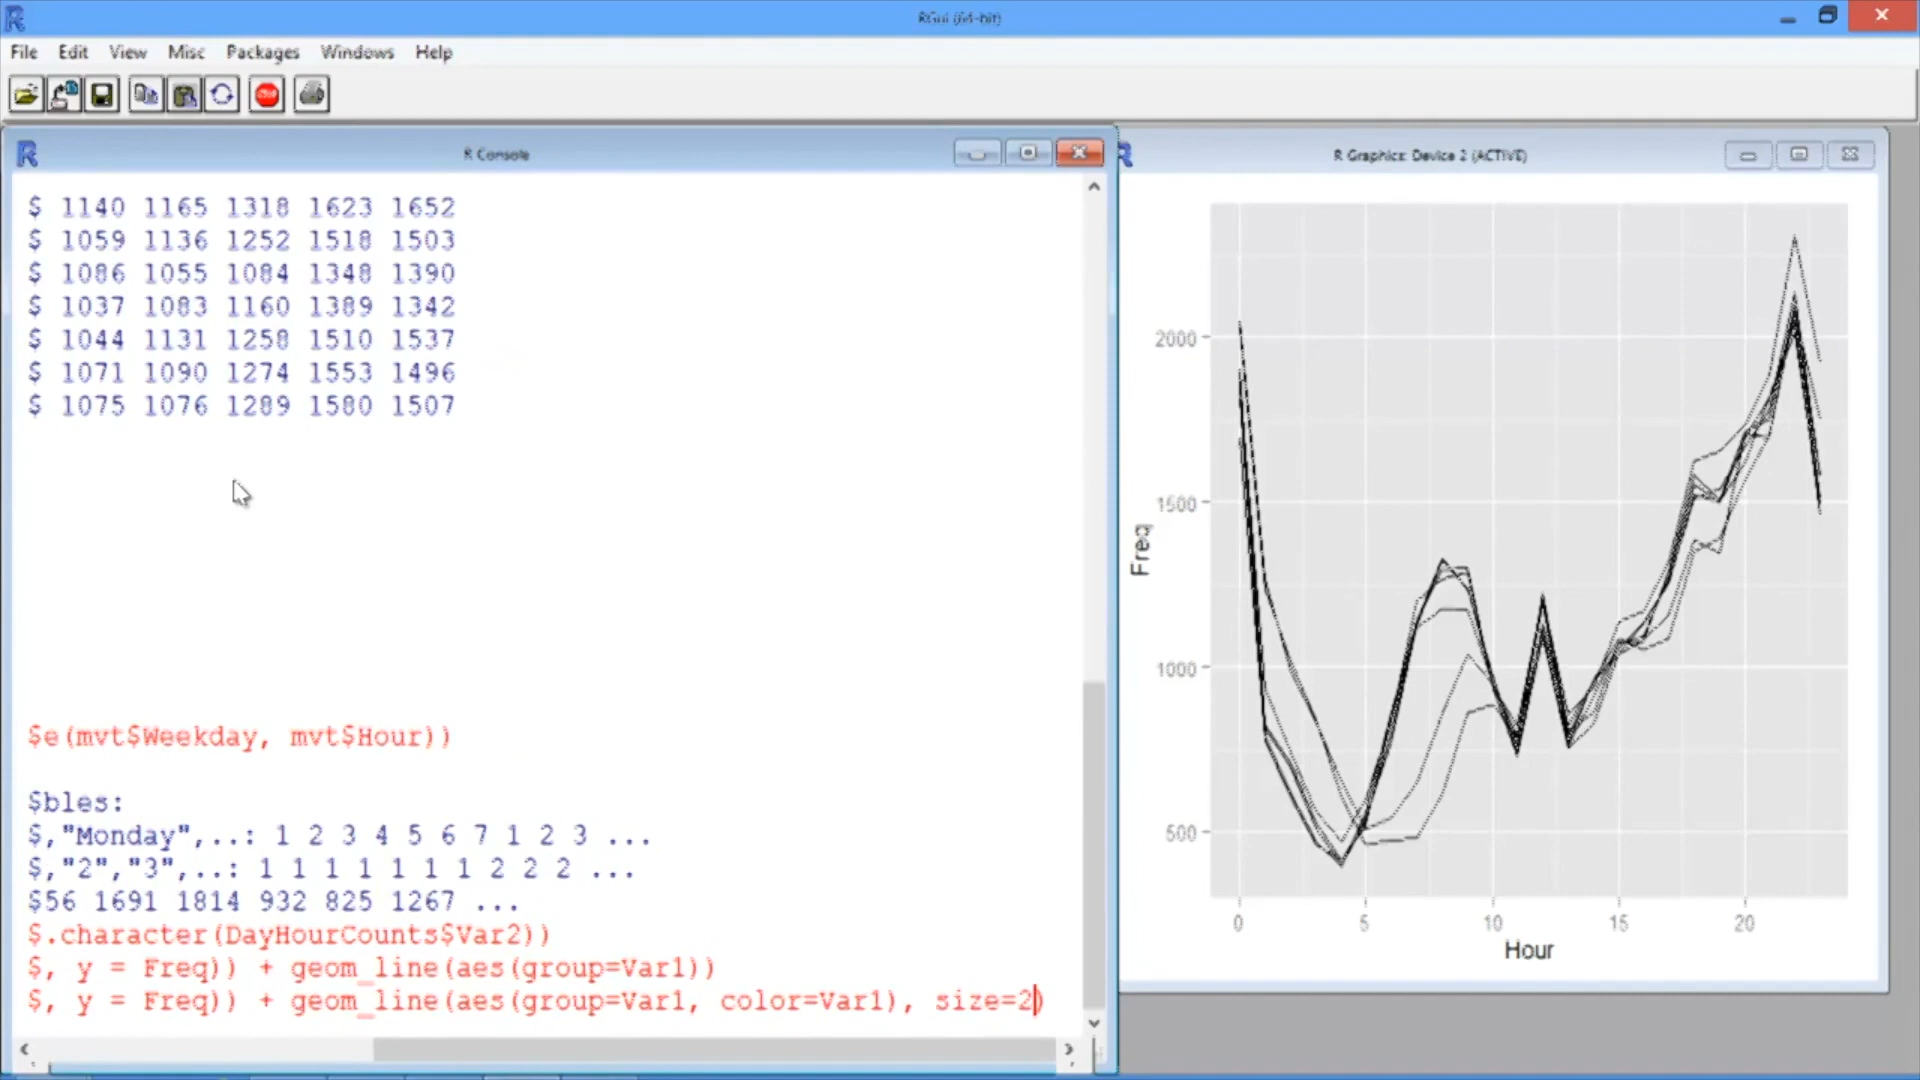 RGui (64-bit)
File Edit View Misc Packages Windows Help
STOP
R Console
$ 1140 1165 1318 1623 1652
$ 1059 1136 1252 1518 1503
$ 1086 1055 1084 1348 1390
$ 1037 1083 1160 1389 1342
$ 1044 1131 1258 1510 1537
$ 1071 1090 1274 1553 1496
$ 1075 1076 1289 1580 1507
$e(mvt$Weekday, mvt$Hour))
$bles:
$,"Monday",..: 1 2 3 4 5 6 7 1 2 3 ...
$,"2","3",..: 1 1 1 1 1 1 1 2 2 2 ...
$56 1691 1814 932 825 1267 ...
$.character(DayHourCounts$Var2))
$, y = Freq)) + geom_line(aes(group=Var1))
$, y = Freq)) + geom_line(aes(group=Var1, color=Var1), size=2)
R Graphics: Device 2 (ACTIVE)
2000
1500
1000
500
Freq
0 5 10 15 20
Hour